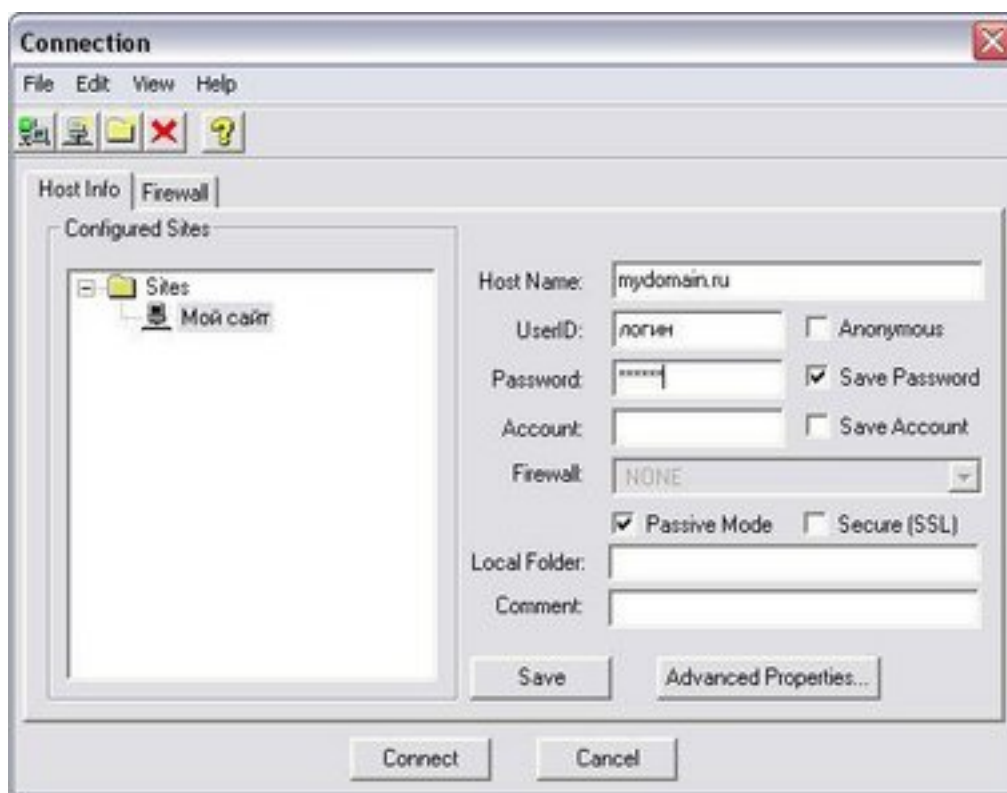 Connection
File Edit View Help
Host Info Firewall
Configured Sites
Sites
Мой сайт
Host Name: mydomain.ru
UserID: логин Anonymous
Password: ****** Save Password
Account: Save Account
Firewall: NONE
Passive Mode Secure (SSL)
Local Folder:
Comment:
Save Advanced Properties...
Connect Cancel